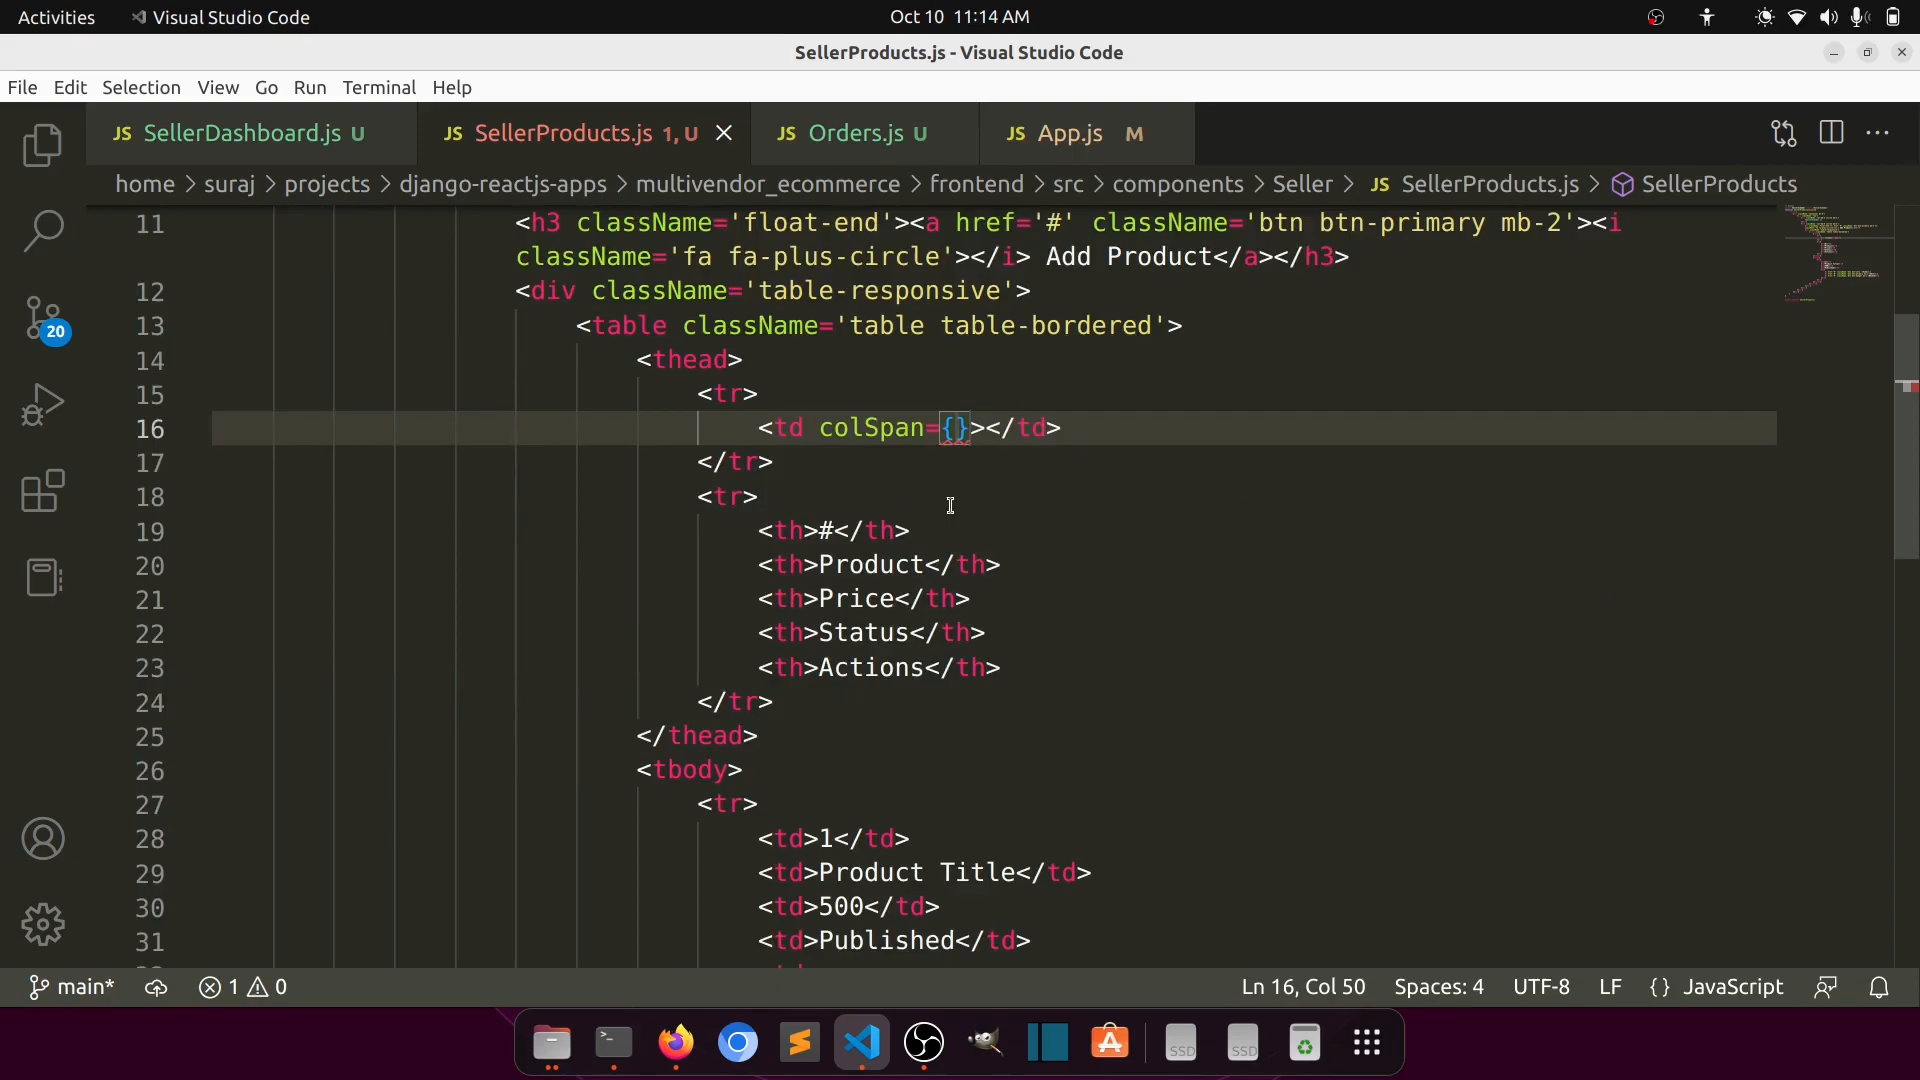 Activities Visual Studio Code Oct 10 11:14 AM
SellerProducts.js - Visual Studio Code
File Edit Selection View Go Run Terminal Help
JS SellerDashboard.js U JS SellerProducts.js 1, U JS Orders.js U JS App.js M
home > suraj > projects > django-reactjs-apps > multivendor_ecommerce > frontend > src > components > Seller > JS SellerProducts.js > SellerProducts
11 <h3 className='float-end'><a href='#' className='btn btn-primary mb-2'><i
className='fa fa-plus-circle'></i> Add Product</a></h3>
12 <div className='table-responsive'>
13 <table className='table table-bordered'>
14 <thead>
15 <tr>
16 <td colSpan={}></td>
17 </tr>
18 <tr>
19 <th>#</th>
20 <th>Product</th>
21 <th>Price</th>
22 <th>Status</th>
23 <th>Actions</th>
24 </tr>
25 </thead>
26 <tbody>
27 <tr>
28 <td>1</td>
29 <td>Product Title</td>
30 <td>500</td>
31 <td>Published</td>
20
main* 1 0 Ln 16, Col 50 Spaces: 4 UTF-8 LF {} JavaScript
SSD SSD